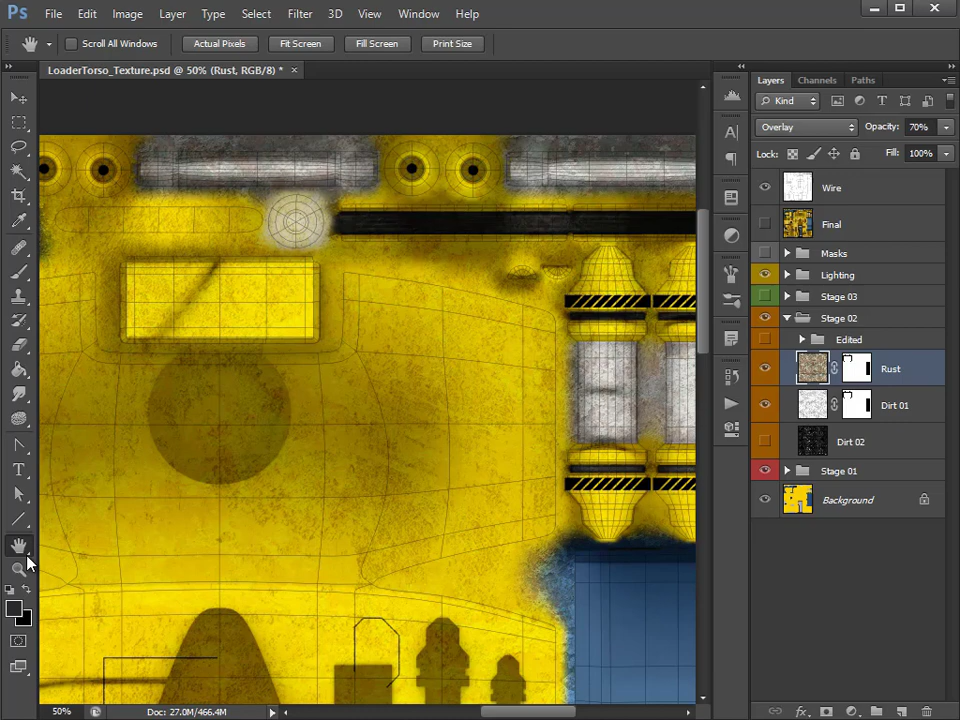 Ps File Edit Image Layer Type Select Filter 3D View Window Help
Scroll All Windows Actual Pixels Fit Screen Fill Screen Print Size
LoaderTorso_Texture.psd @ 50% (Rust, RGB/8) * ×
Layers Channels Paths
Kind
Overlay Opacity: 70%
Lock: Fill: 100%
Wire
Final
Masks
Lighting
Stage 03
Stage 02
Edited
Rust
Dirt 01
Dirt 02
Stage 01
Background
50% Doc: 27.0M/466.4M